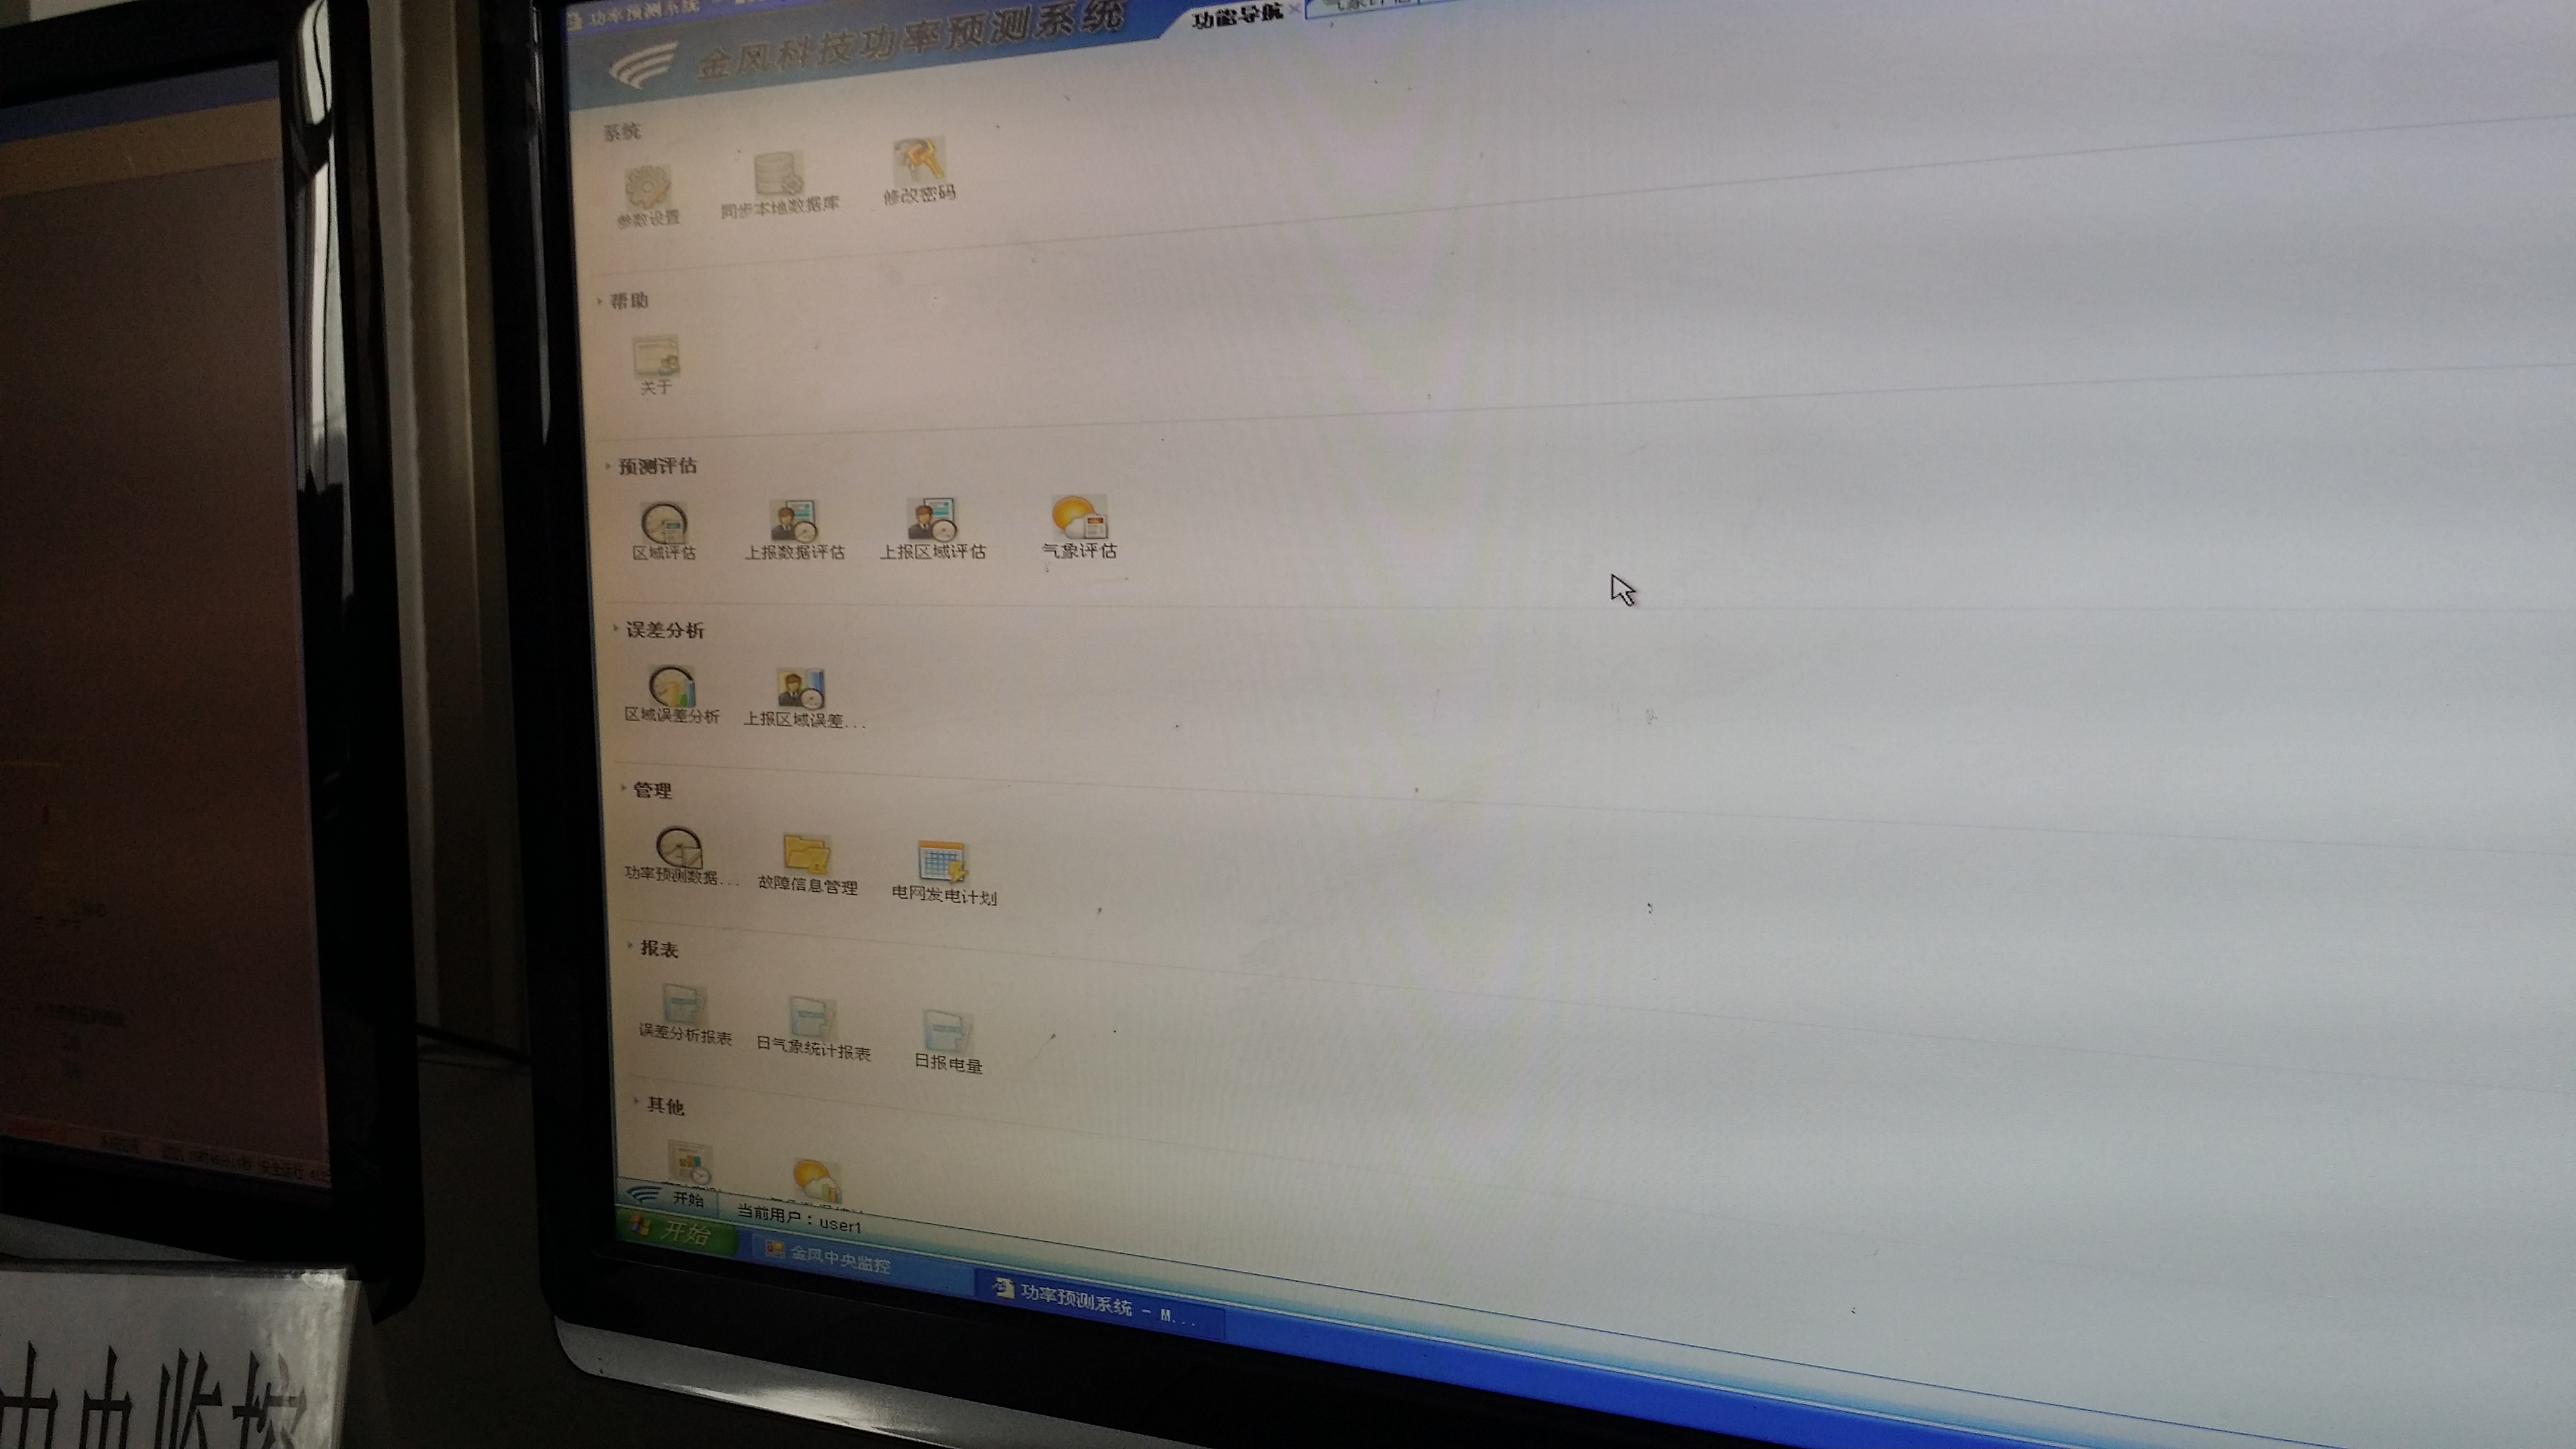 功率预测系统 -
金风科技功率预测系统
功能导航
气象评估
系统
参数设置 同步本地数据库 修改密码
帮助
关于
预测评估
区域评估 上报数据评估 上报区域评估 气象评估
误差分析
区域误差分析 上报区域误差...
管理
功率预测数据... 故障信息管理 电网发电计划
报表
误差分析报表 日气象统计报表 日报电量
其他
开始 当前用户：user1
开始 金风中央监控 功率预测系统 - M...
中央监控